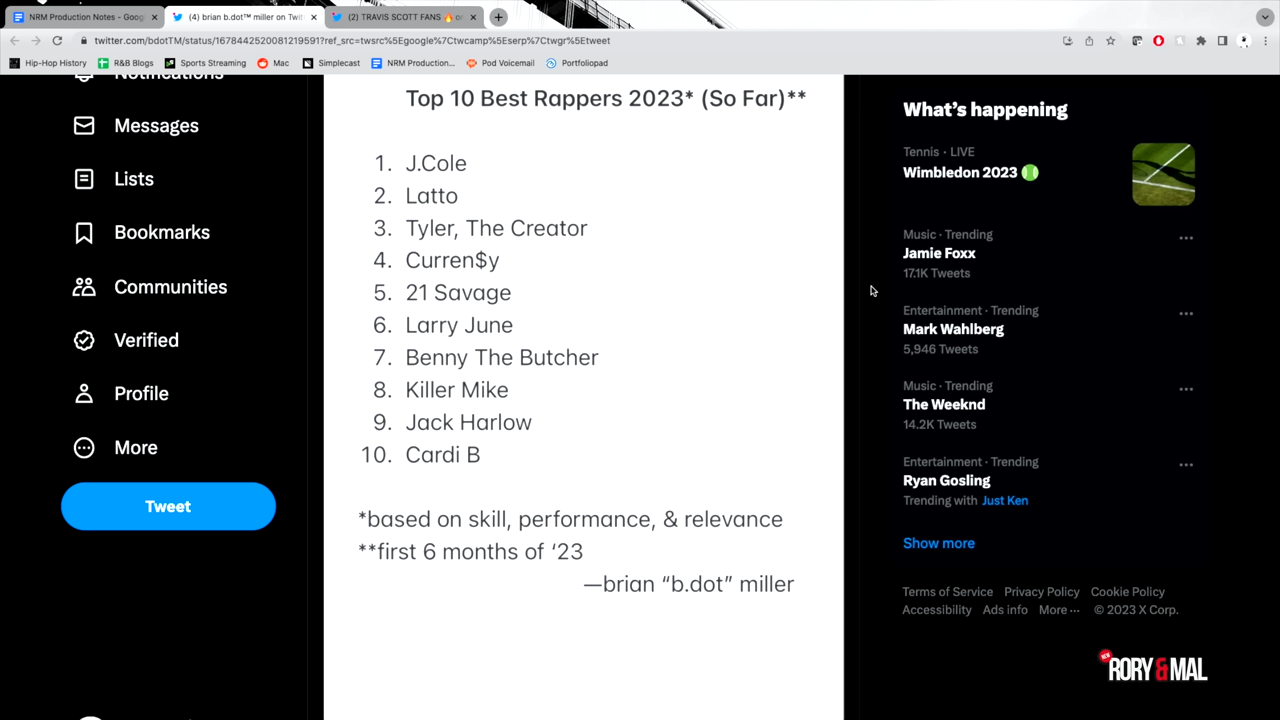 NRM Production Notes - Googl
(4) brian b.dot™ miller on Twit
(2) TRAVIS SCOTT FANS 🔥 or
twitter.com/bdotTM/status/1678442520081219591?ref_src=twsrc%5Egoogle%7Ctwcamp%5Eserp%7Ctwgr%5Etweet
Hip-Hop History
R&B Blogs
Sports Streaming
Mac
Simplecast
NRM Production...
Pod Voicemail
Portfoliopad
Notifications
Messages
Lists
Bookmarks
Communities
Verified
Profile
More
Tweet
Top 10 Best Rappers 2023* (So Far)**
1. J.Cole
2. Latto
3. Tyler, The Creator
4. Curren$y
5. 21 Savage
6. Larry June
7. Benny The Butcher
8. Killer Mike
9. Jack Harlow
10. Cardi B
*based on skill, performance, & relevance
**first 6 months of ‘23
—brian “b.dot” miller
What’s happening
Tennis · LIVE
Wimbledon 2023 🎾
Music · Trending
Jamie Foxx
17.1K Tweets
Entertainment · Trending
Mark Wahlberg
5,946 Tweets
Music · Trending
The Weeknd
14.2K Tweets
Entertainment · Trending
Ryan Gosling
Trending with Just Ken
Show more
Terms of Service Privacy Policy Cookie Policy
Accessibility Ads info More ··· © 2023 X Corp.
NEW
RORY & MAL